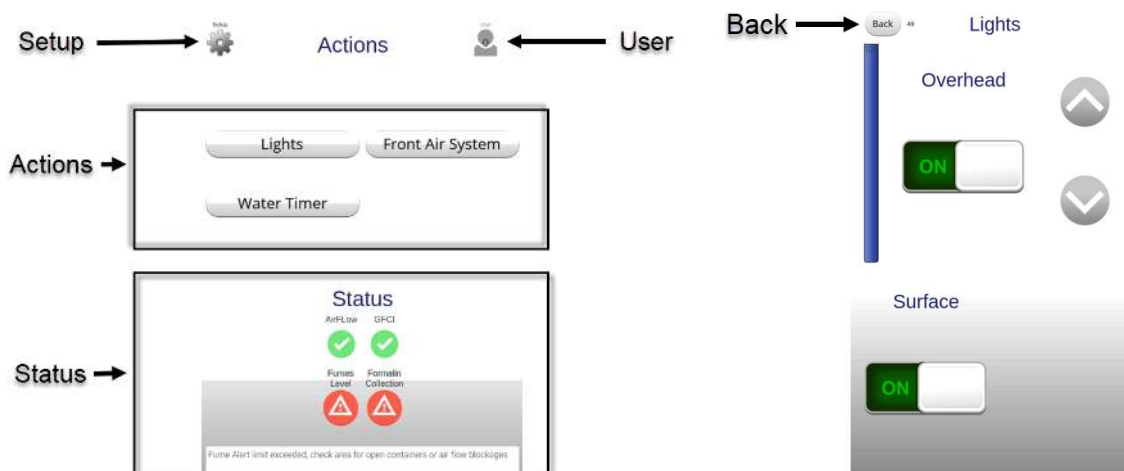 Setup
Setup
Actions
User
User
Actions
Lights
Front Air System
Water Timer
Status
Status
AirFLow
GFCI
Fumes
Level
Formalin
Collection
Fume Alert limit exceeded, check area for open containers or air flow blockages
Back
Back
49
Lights
Overhead
ON
Surface
ON